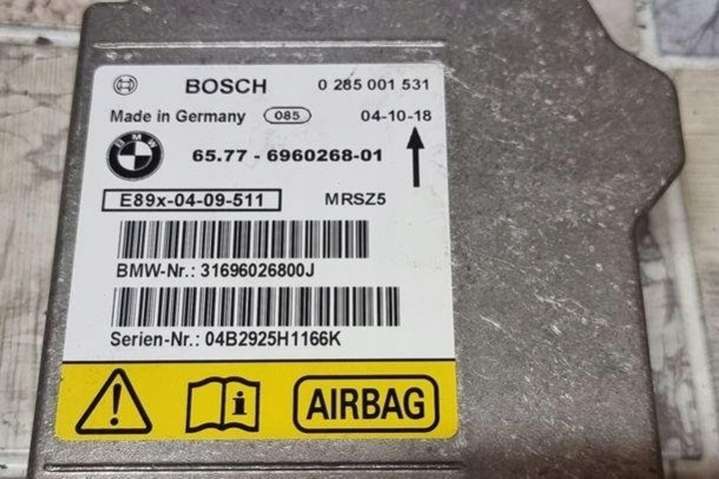 BOSCH 0 285 001 531
Made in Germany 085 04-10-18
BMW 65.77 - 6960268-01
E89x-04-09-511 MRSZ5
BMW-Nr.: 31696026800J
Serien-Nr.: 04B2925H1166K
AIRBAG